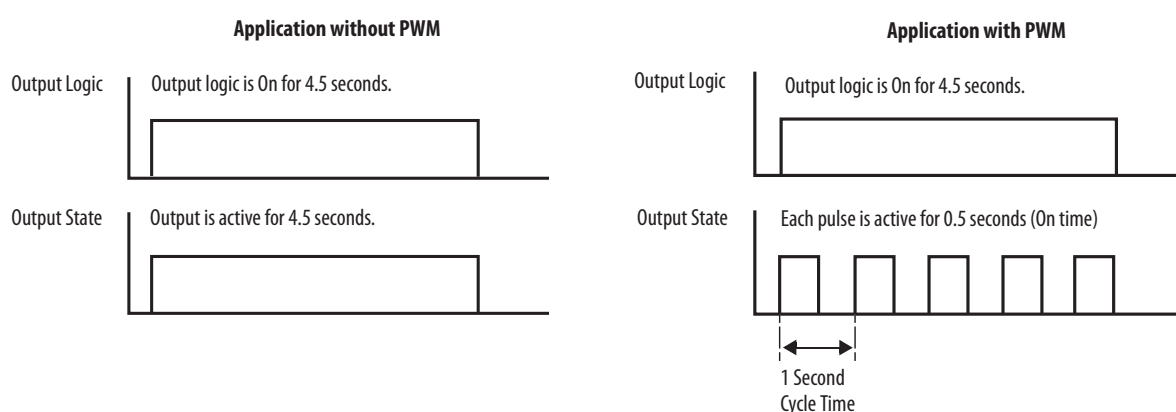 Application without PWM
Output Logic
Output logic is On for 4.5 seconds.
Output State
Output is active for 4.5 seconds.
Application with PWM
Output Logic
Output logic is On for 4.5 seconds.
Output State
Each pulse is active for 0.5 seconds (On time)
1 Second
Cycle Time